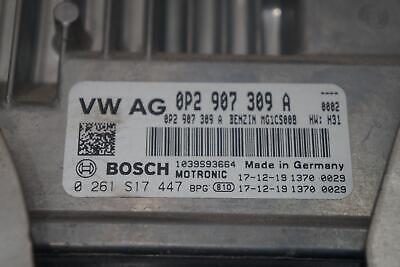 VW AG 0P2 907 309 A ----
0002
0P2 907 309 A BENZIN MG1CS008 HW: H31
BOSCH 1039S93664 Made in Germany
MOTRONIC 17-12-19 1370 0029
0 261 S17 447 BPG 810 17-12-19 1370 0029